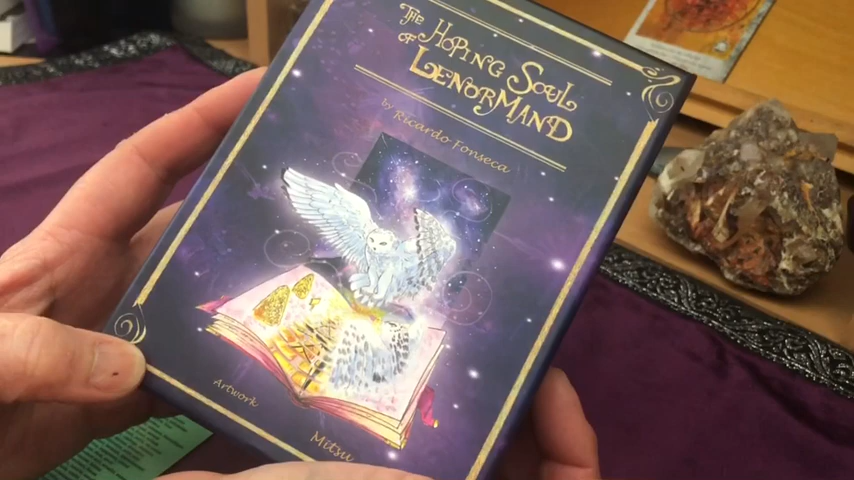 THE
HOPING SOUL
OF LENORMAND
by Ricardo Fonseca
Artwork
Mitsu